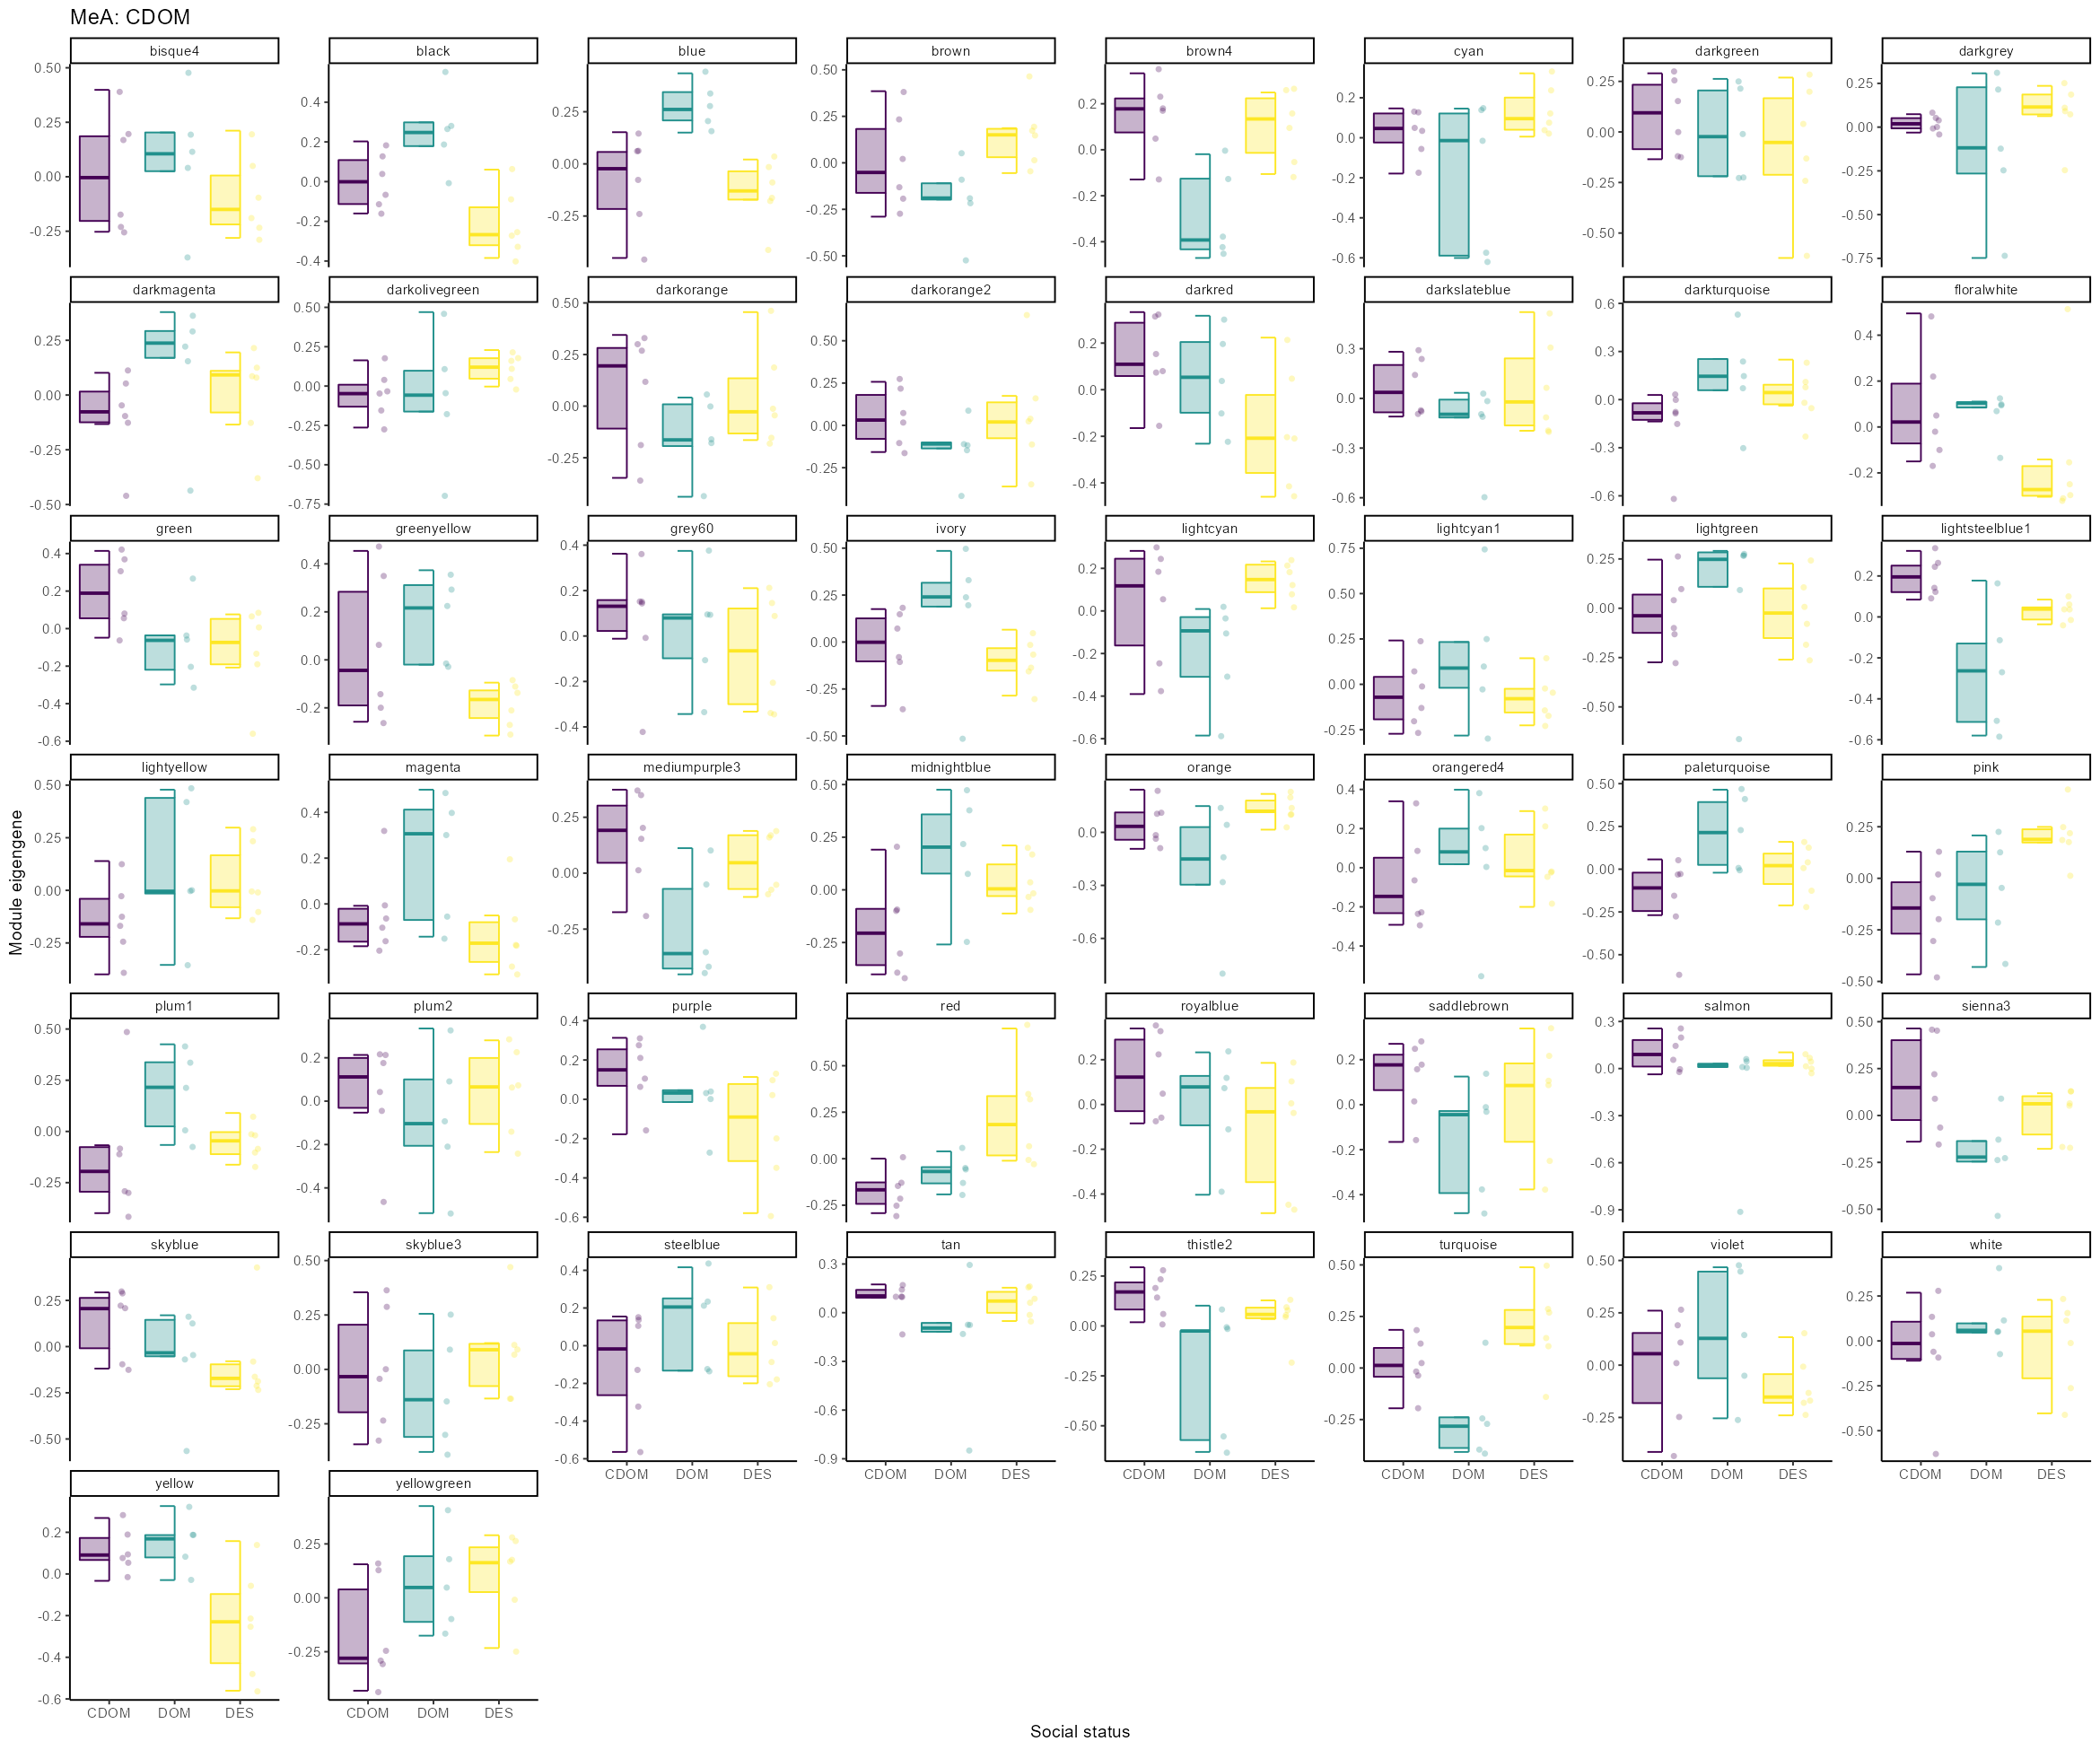 MeA: CDOM
bisque4 black blue brown brown4 cyan darkgreen darkgrey
0.50 0.25 0.00 -0.25
0.4 0.2 0.0 -0.2 -0.4
0.25 0.00 -0.25
0.50 0.25 0.00 -0.25 -0.50
0.2 0.0 -0.2 -0.4
0.2 0.0 -0.2 -0.4 -0.6
0.25 0.00 -0.25 -0.50
0.25 0.00 -0.25 -0.50 -0.75
darkmagenta darkolivegreen darkorange darkorange2 darkred darkslateblue darkturquoise floralwhite
0.25 0.00 -0.25 -0.50
0.50 0.25 0.00 -0.25 -0.50 -0.75
0.50 0.25 0.00 -0.25
0.50 0.25 0.00 -0.25
0.2 0.0 -0.2 -0.4
0.3 0.0 -0.3 -0.6
0.6 0.3 0.0 -0.3 -0.6
0.4 0.2 0.0 -0.2
green greenyellow grey60 ivory lightcyan lightcyan1 lightgreen lightsteelblue1
0.4 0.2 0.0 -0.2 -0.4 -0.6
0.4 0.2 0.0 -0.2
0.4 0.2 0.0 -0.2 -0.4
0.50 0.25 0.00 -0.25 -0.50
0.2 0.0 -0.2 -0.4 -0.6
0.75 0.50 0.25 0.00 -0.25
0.25 0.00 -0.25 -0.50
0.2 0.0 -0.2 -0.4 -0.6
lightyellow magenta mediumpurple3 midnightblue orange orangered4 paleturquoise pink
0.50 0.25 0.00 -0.25
0.4 0.2 0.0 -0.2
0.25 0.00 -0.25
0.50 0.25 0.00 -0.25
0.0 -0.3 -0.6
0.4 0.2 0.0 -0.2 -0.4
0.50 0.25 0.00 -0.25 -0.50
0.25 0.00 -0.25 -0.50
Module eigengene
plum1 plum2 purple red royalblue saddlebrown salmon sienna3
0.50 0.25 0.00 -0.25
0.2 0.0 -0.2 -0.4
0.4 0.2 0.0 -0.2 -0.4 -0.6
0.50 0.25 0.00 -0.25
0.2 0.0 -0.2 -0.4
0.2 0.0 -0.2 -0.4
0.3 0.0 -0.3 -0.6 -0.9
0.50 0.25 0.00 -0.25 -0.50
skyblue skyblue3 steelblue tan thistle2 turquoise violet white
0.25 0.00 -0.25 -0.50
0.50 0.25 0.00 -0.25
0.4 0.2 0.0 -0.2 -0.4 -0.6
0.3 0.0 -0.3 -0.6 -0.9
0.25 0.00 -0.25 -0.50
0.50 0.25 0.00 -0.25
0.50 0.25 0.00 -0.25
0.25 0.00 -0.25 -0.50
CDOM DOM DES CDOM DOM DES CDOM DOM DES CDOM DOM DES CDOM DOM DES CDOM DOM DES
yellow yellowgreen
0.2 0.0 -0.2 -0.4 -0.6
0.25 0.00 -0.25
CDOM DOM DES CDOM DOM DES
Social status